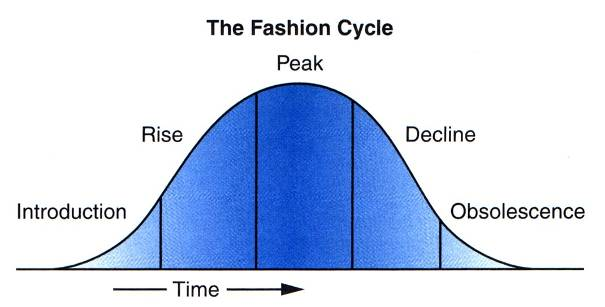 The Fashion Cycle
Peak
Rise
Decline
Introduction
Obsolescence
Time